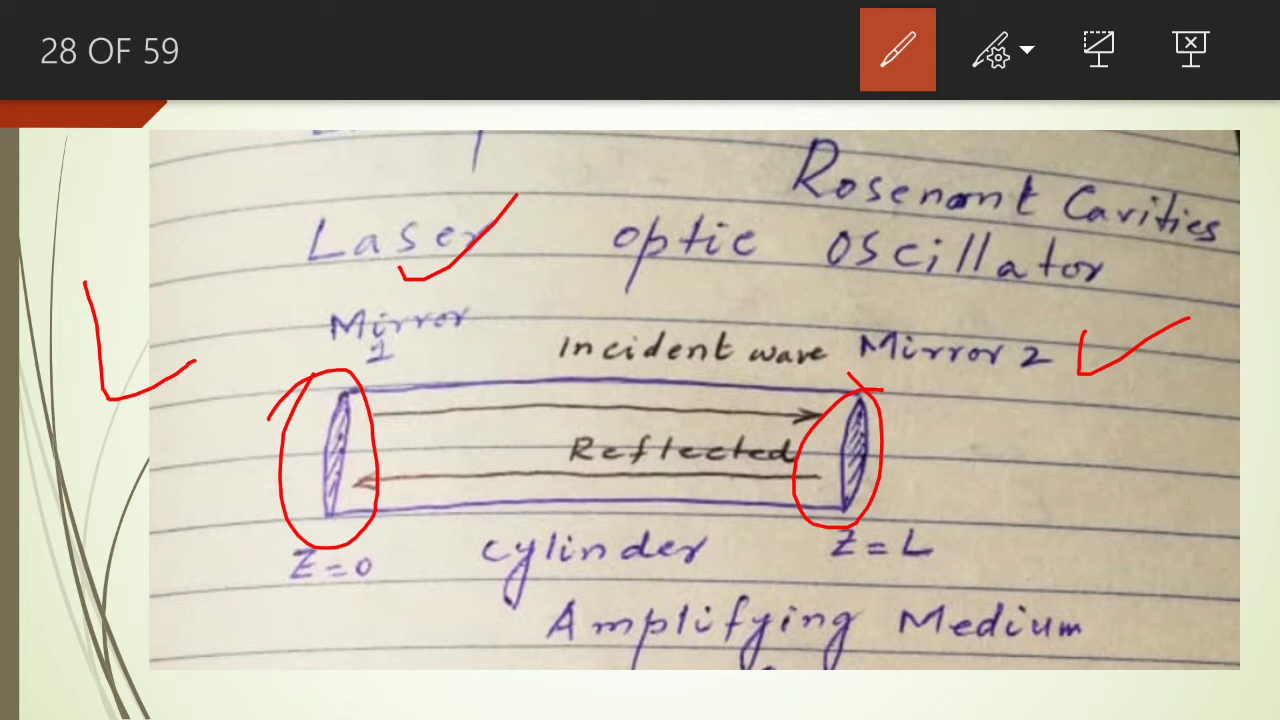 28 OF 59
Rosenant Cavities
Laser optic oscillator
Mirror
1
Incident wave Mirror 2
Reflected
Z=0
cylinder
Z=L
Amplifying Medium